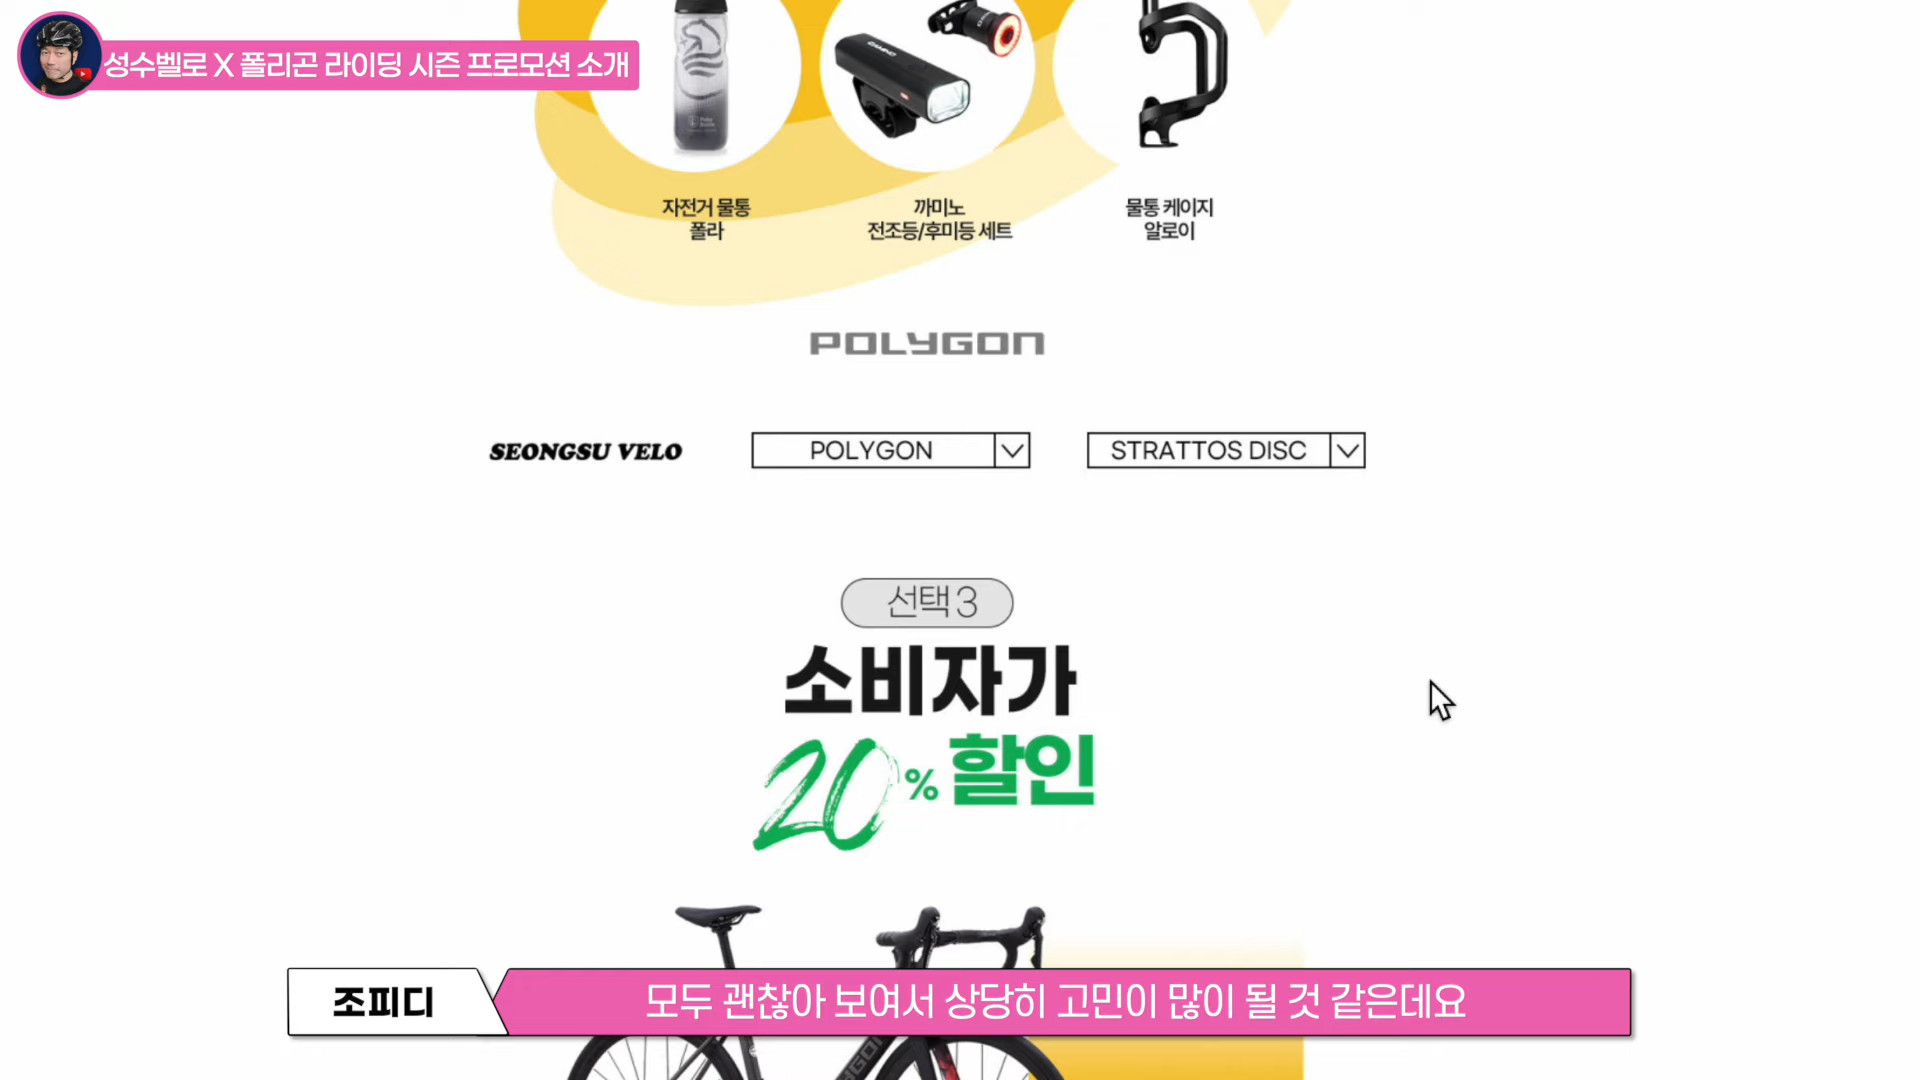 성수벨로 X 폴리곤 라이딩 시즌 프로모션 소개
자전거 물통
폴라
까미노
전조등/후미등 세트
물통 케이지
알로이
POLYGON
SEONGSU VELO
POLYGON
STRATTOS DISC
선택 3
소비자가
20% 할인
조피디
모두 괜찮아 보여서 상당히 고민이 많이 될 것 같은데요